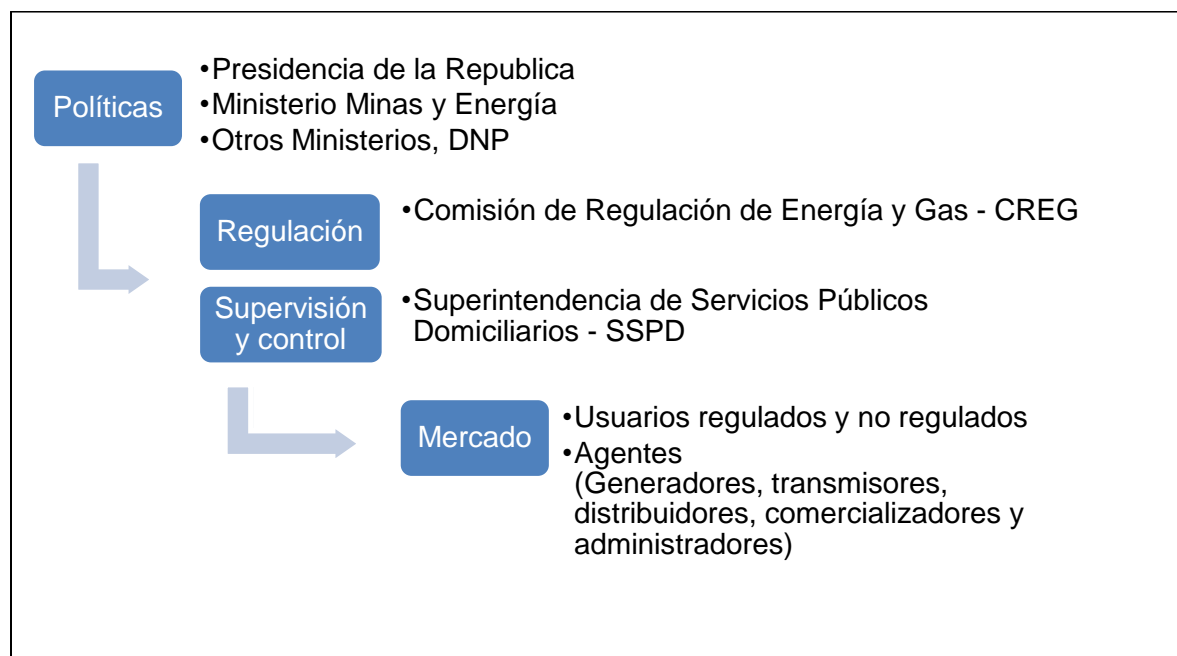 Políticas
•Presidencia de la Republica
•Ministerio Minas y Energía
•Otros Ministerios, DNP
Regulación
•Comisión de Regulación de Energía y Gas - CREG
Supervisión
y control
•Superintendencia de Servicios Públicos
Domiciliarios - SSPD
Mercado
•Usuarios regulados y no regulados
•Agentes
(Generadores, transmisores,
distribuidores, comercializadores y
administradores)